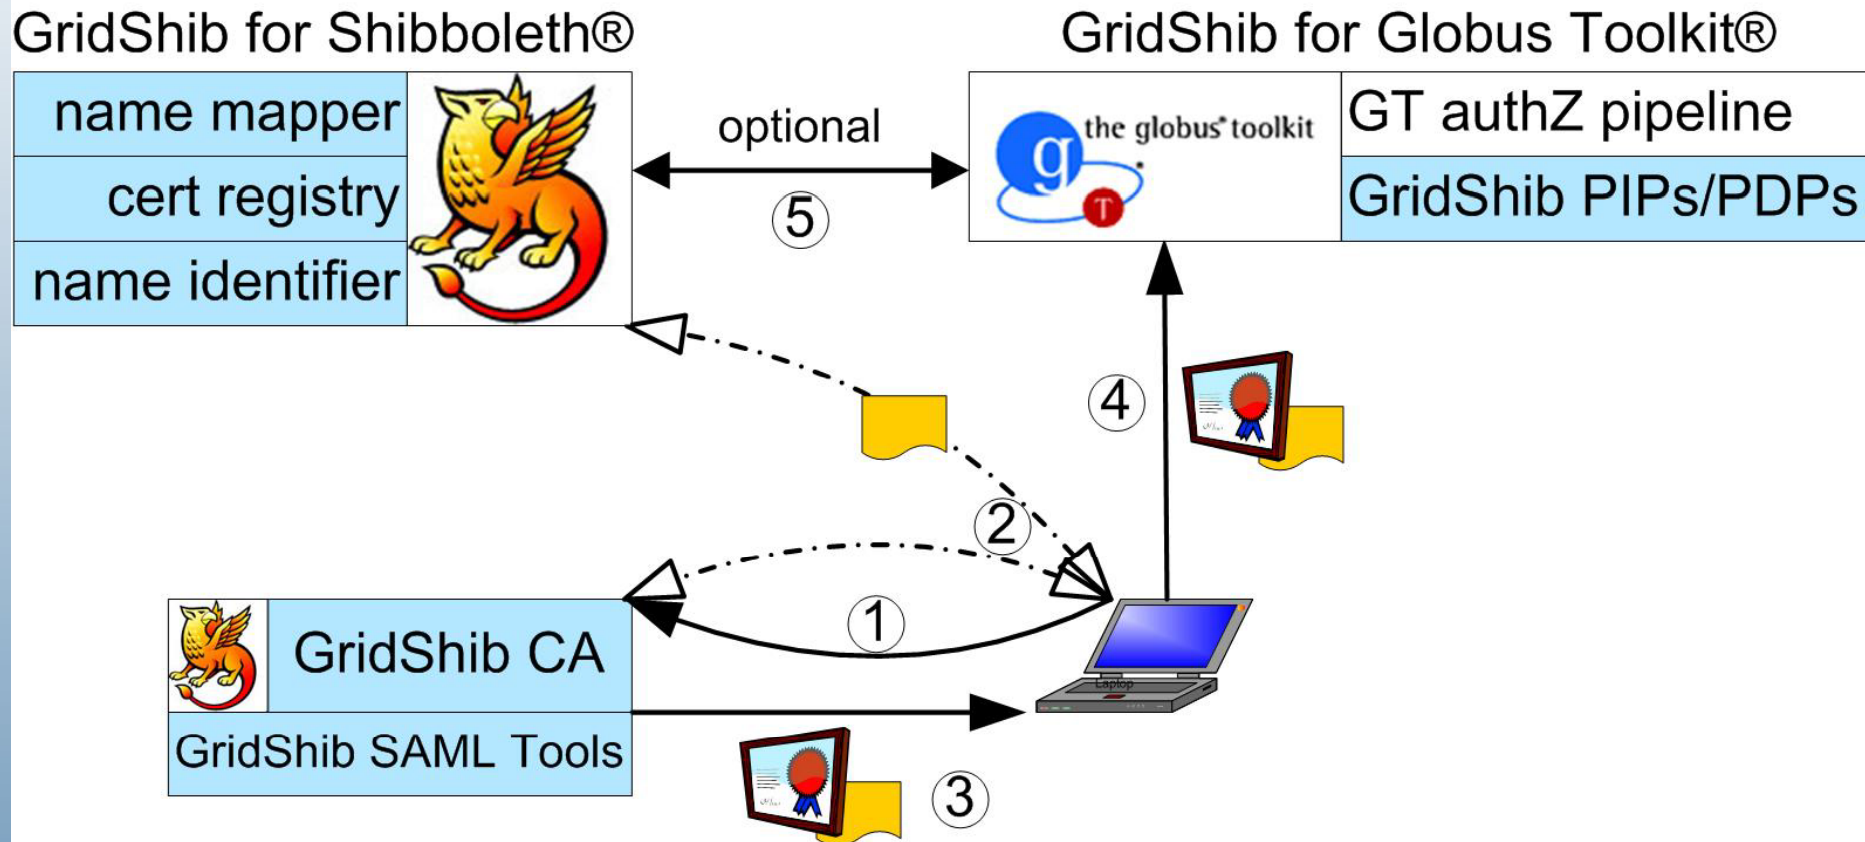 GridShib for Shibboleth®
GridShib for Globus Toolkit®
name mapper
cert registry
name identifier
optional
5
the globus® toolkit
g
T
GT authZ pipeline
GridShib PIPs/PDPs
4
2
1
GridShib CA
GridShib SAML Tools
Laptop
3